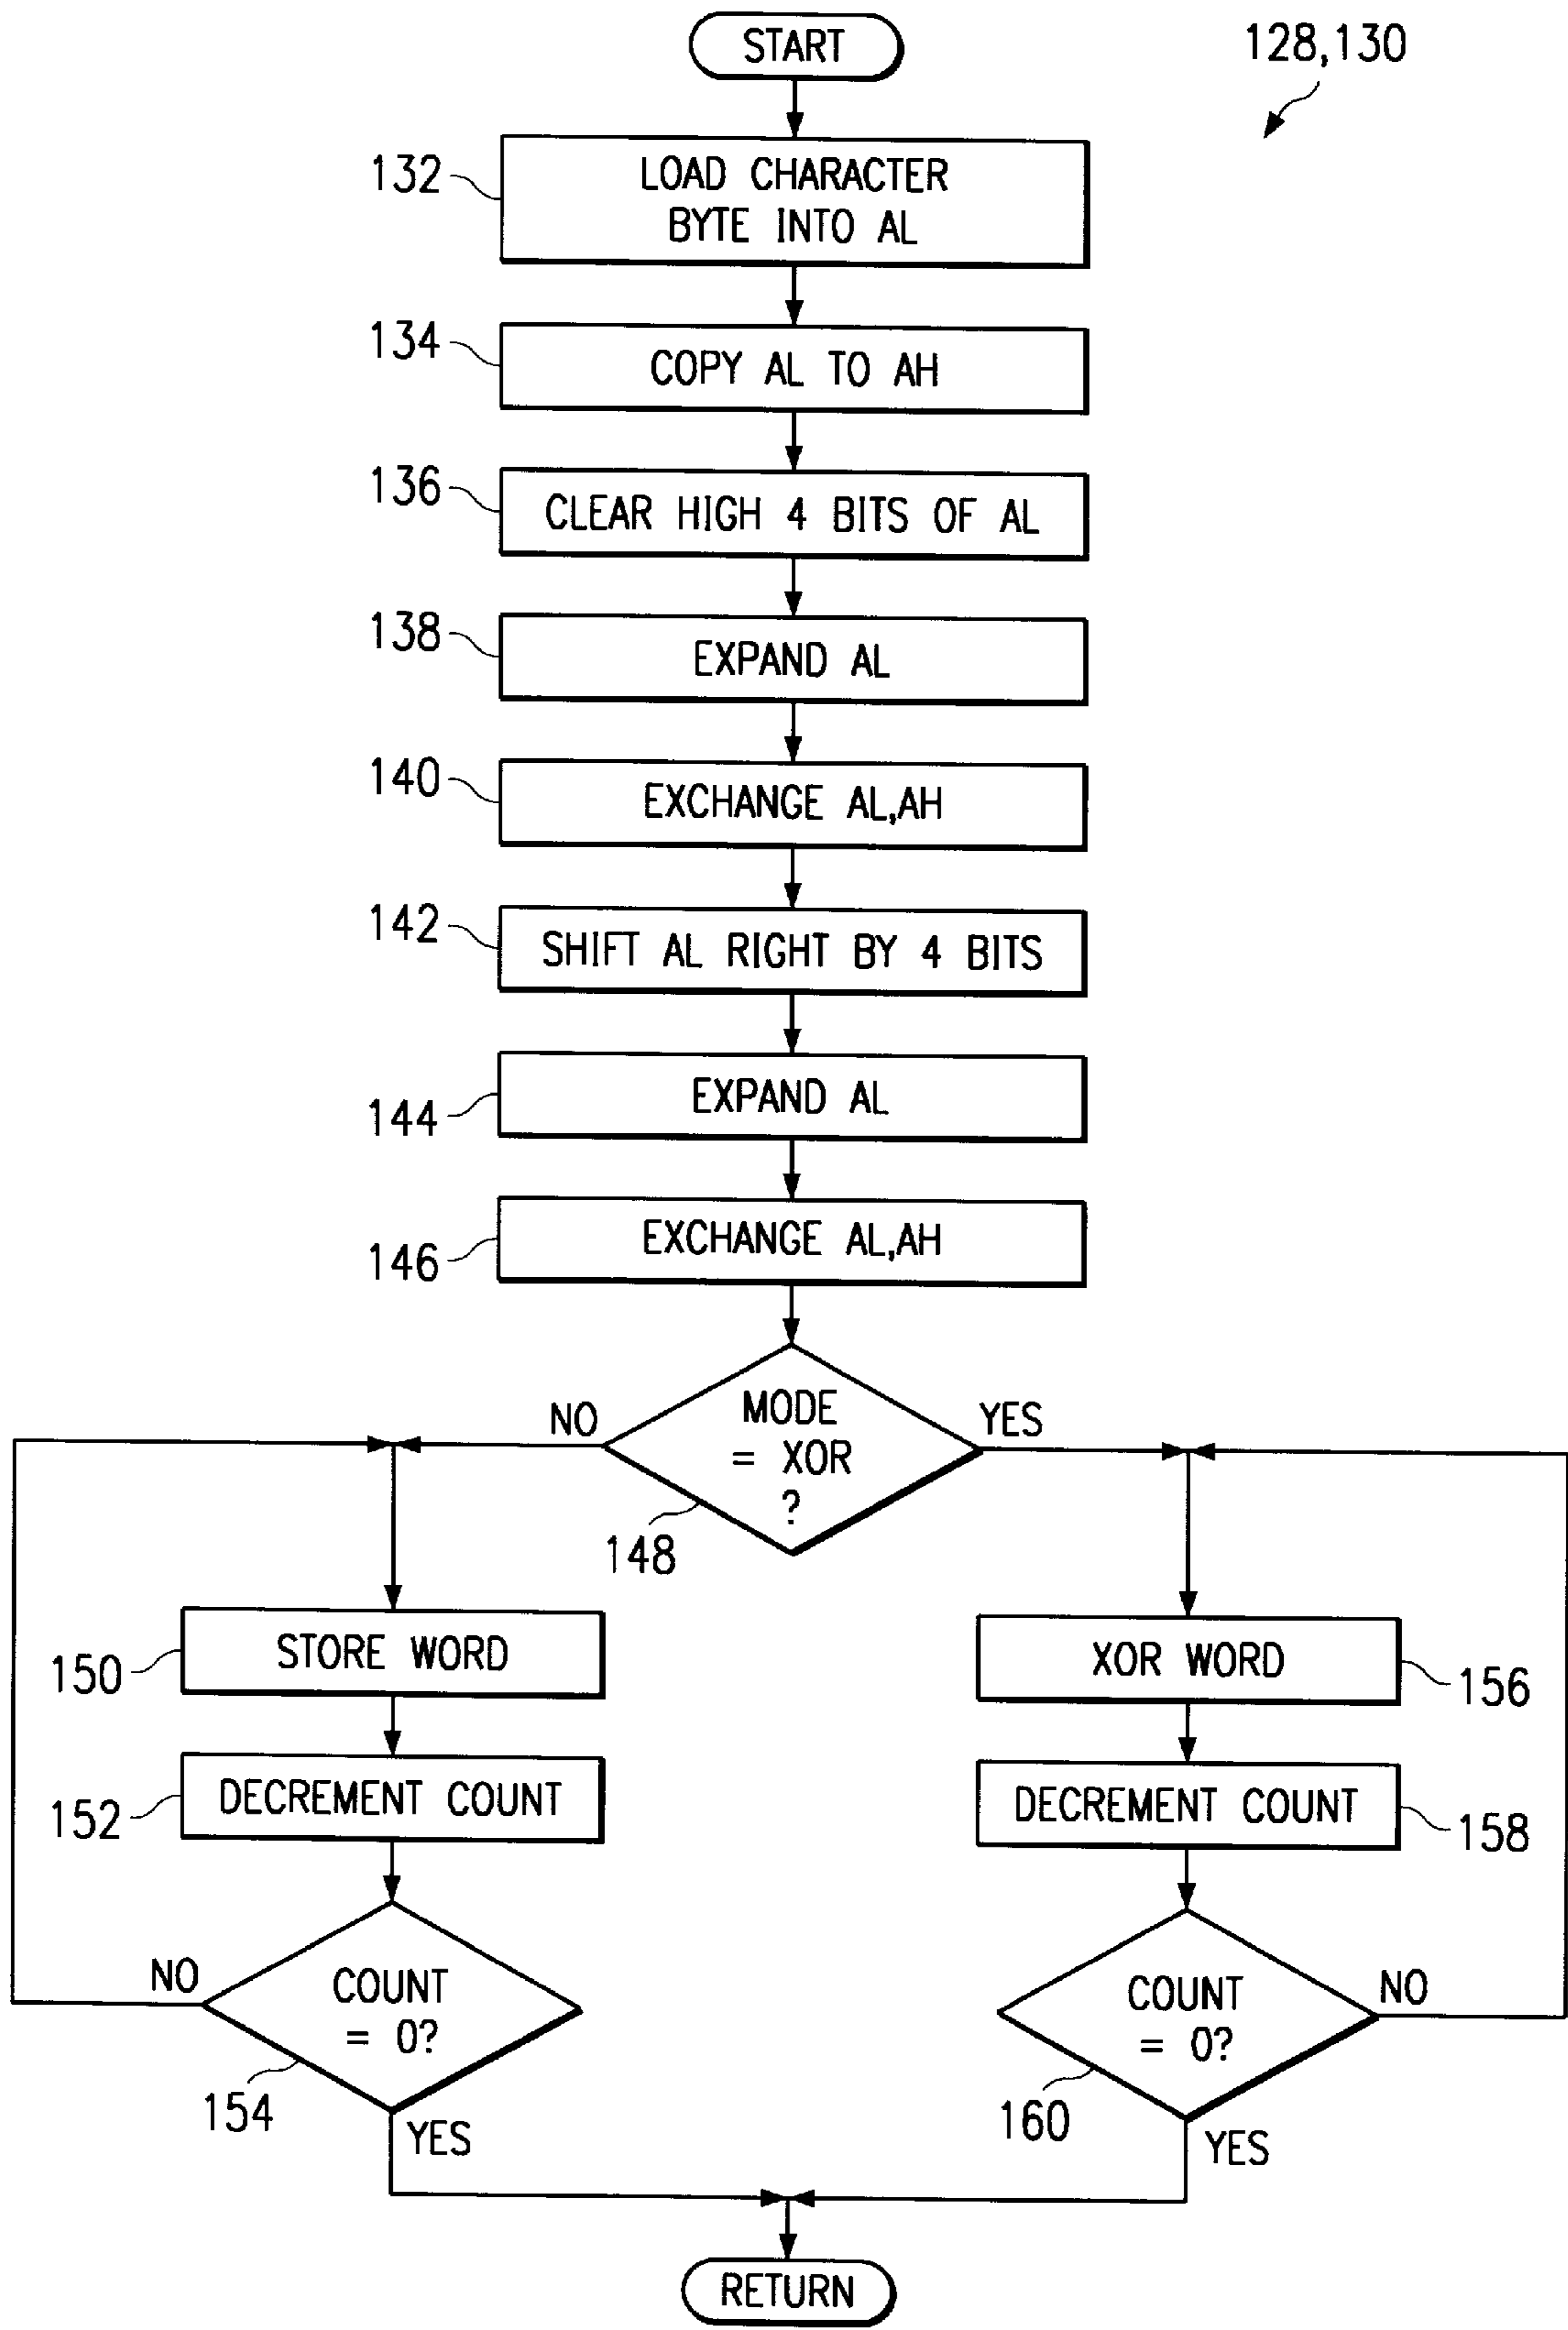 START
128,130
132
LOAD CHARACTER
BYTE INTO AL
134
COPY AL TO AH
136
CLEAR HIGH 4 BITS OF AL
138
EXPAND AL
140
EXCHANGE AL,AH
142
SHIFT AL RIGHT BY 4 BITS
144
EXPAND AL
146
EXCHANGE AL,AH
NO
MODE
= XOR
?
YES
148
150
STORE WORD
XOR WORD
156
152
DECREMENT COUNT
DECREMENT COUNT
158
NO
COUNT
= 0?
154
YES
COUNT
= 0?
NO
160
YES
RETURN